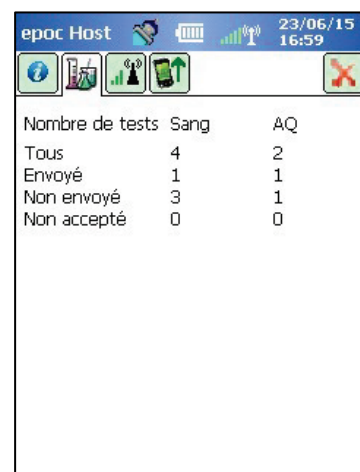 epoc Host 23/06/15
16:59
Nombre de tests Sang AQ
Tous 4 2
Envoyé 1 1
Non envoyé 3 1
Non accepté 0 0